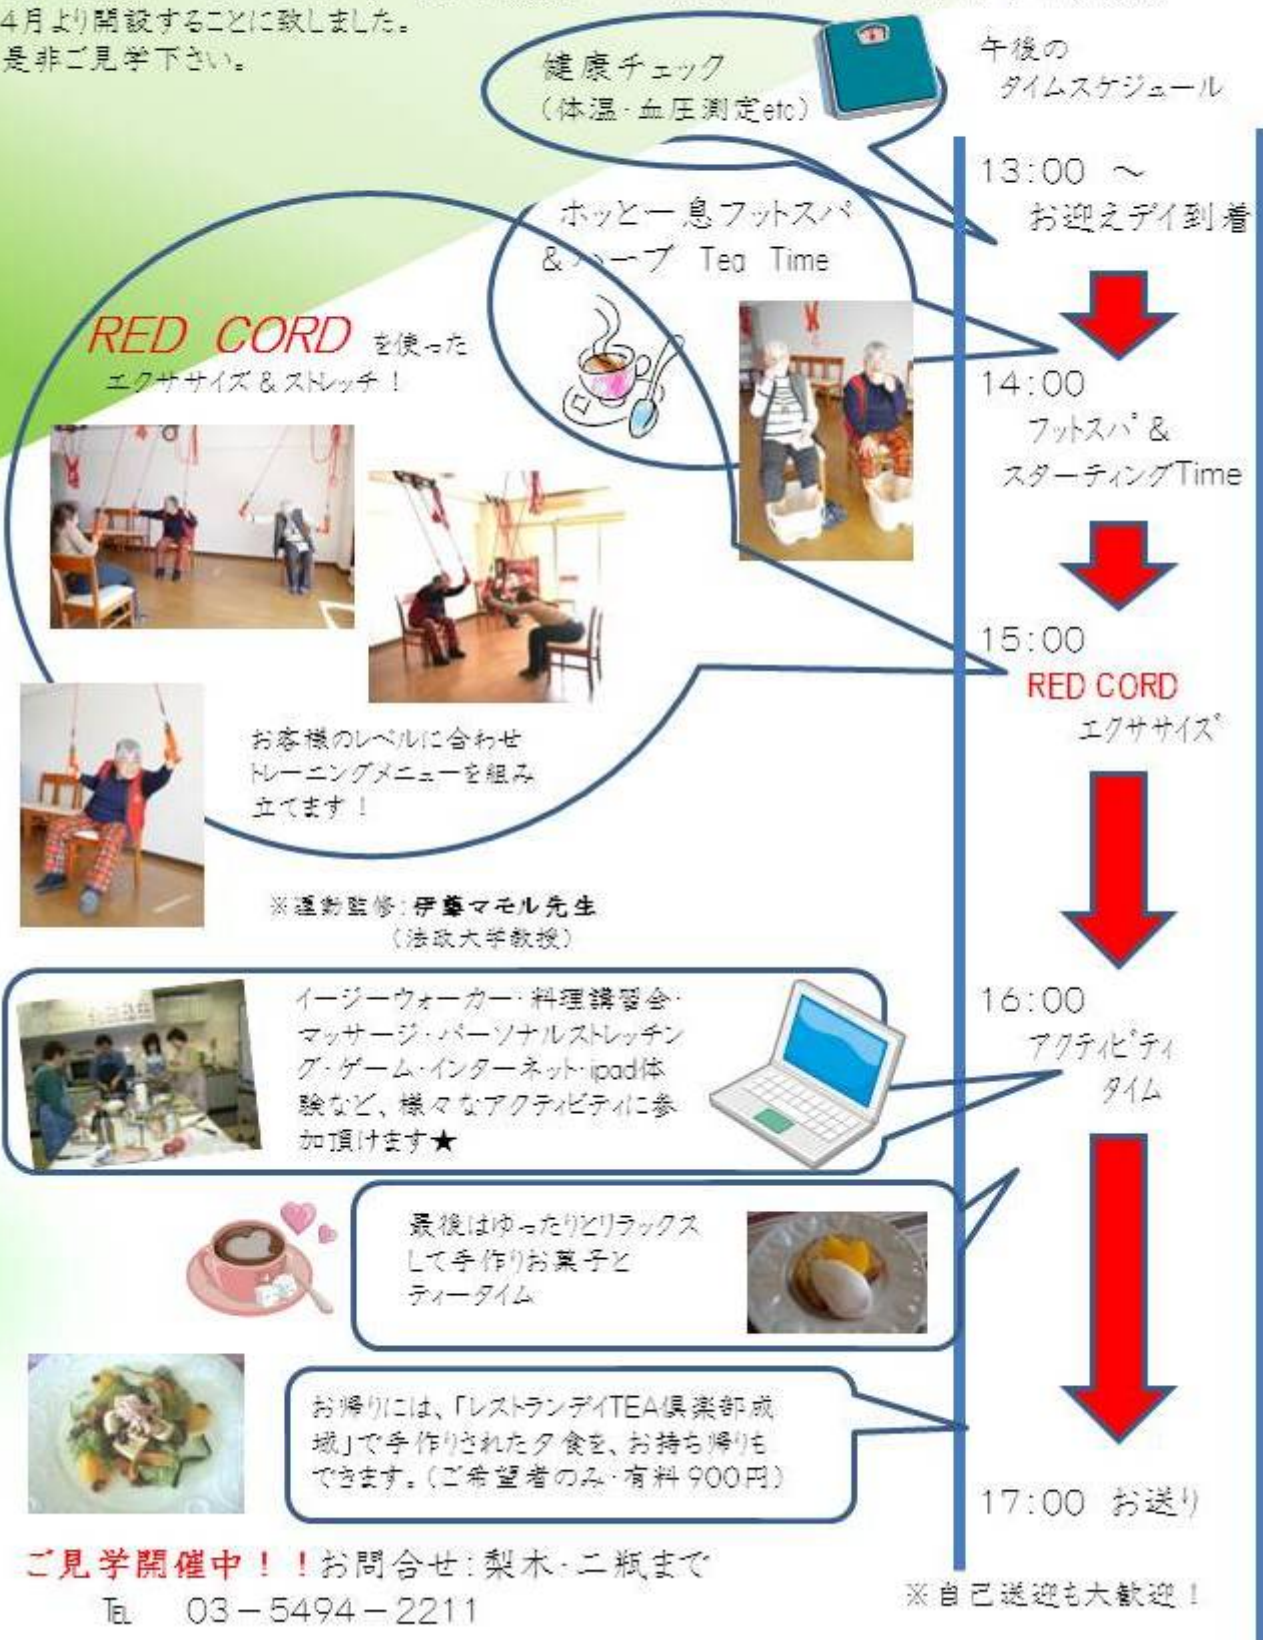 4月より開設することに致しました。
是非ご見学下さい。
健康チェック
（体温・血圧測定etc）
午後の
タイムスケジュール
13:00 ～
お迎えデイ到着
ホッと一息フットスパ
&ハーブ Tea Time
RED CORD を使った
エクササイズ＆ストレッチ！
14:00
フットスパ＆
スターティングTime
15:00
RED CORD
エクササイズ
お客様のレベルに合わせ
トレーニングメニューを組み
立てます！
※運動監修：伊藤マモル先生
（法政大学教授）
イージーウォーカー・料理講習会・
マッサージ・パーソナルストレッチン
グ・ゲーム・インターネット・ipad体
験など、様々なアクティビティに参
加頂けます★
16:00
アクティビティ
タイム
最後はゆったりとリラックス
して手作りお菓子と
ティータイム
お帰りには、「レストランデイTEA倶楽部成
城」で手作りされた夕食を、お持ち帰りも
できます。（ご希望者のみ・有料900円）
17:00 お送り
ご見学開催中！！お問合せ：梨木・二瓶まで
℡ 03－5494－2211
※自己送迎も大歓迎！